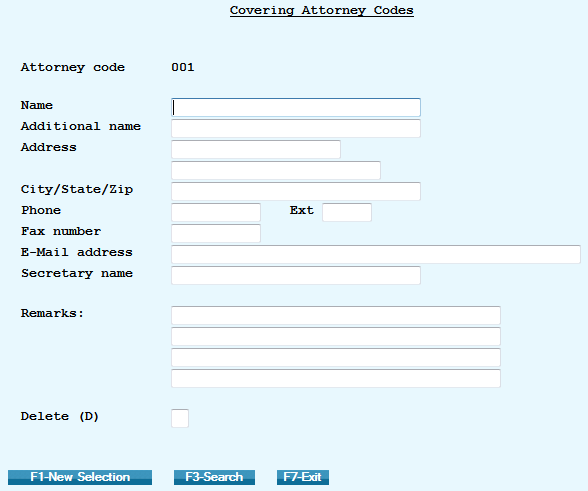 Covering Attorney Codes
Attorney code 001
Name
Additional name
Address
City/State/Zip
Phone Ext
Fax number
E-Mail address
Secretary name
Remarks:
Delete (D)
F1-New Selection F3-Search F7-Exit